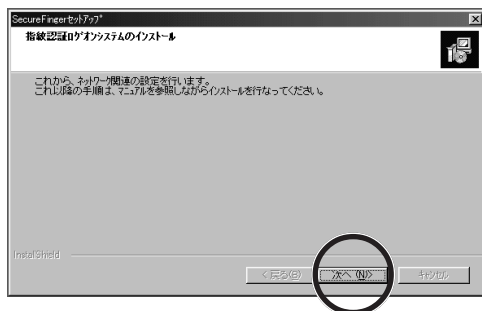 SecureFingerｾｯﾄｱｯﾌﾟ
指紋認証ﾛｸﾞｵﾝｼｽﾃﾑのｲﾝｽﾄｰﾙ
これから、ﾈｯﾄﾜｰｸ関連の設定を行います。
これ以降の手順は、ﾏﾆｭｱﾙを参照しながらｲﾝｽﾄｰﾙを行なってください。
InstallShield
< 戻る(B)
次へ (N)>
ｷｬﾝｾﾙ